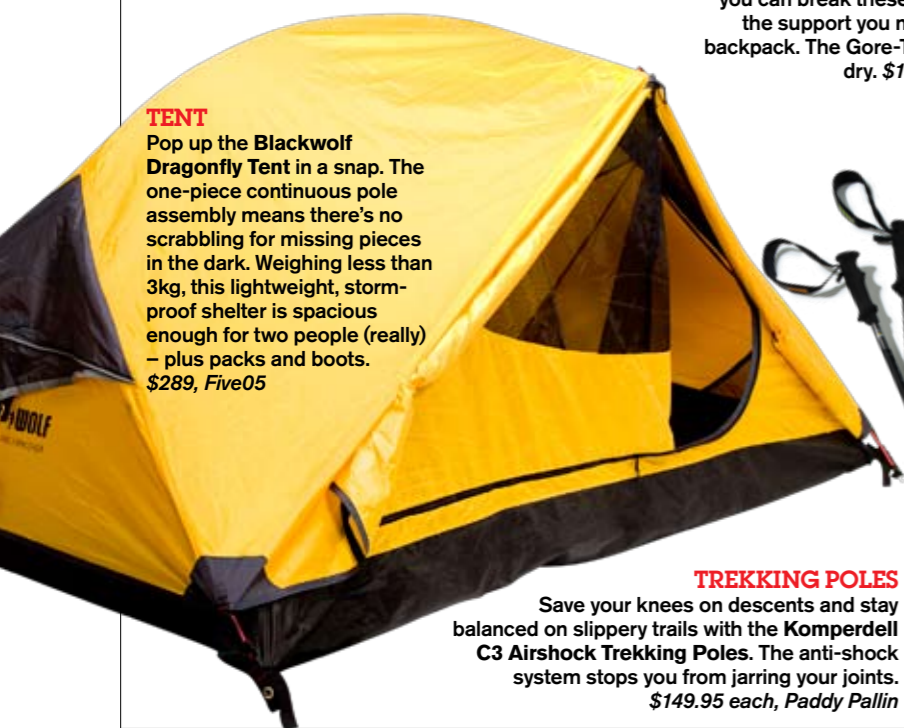 you can break these
the support you
backpack. The
dry.
TENT
Pop up the Blackwolf
Dragonfly Tent in a snap. The
one-piece continuous pole
assembly means there's no
scrabbling for missing pieces
in the dark. Weighing less than
3kg, this lightweight, storm-
proof shelter is spacious
enough for two people (really)
– plus packs and boots.
$289, Five05
WOLF
TREKKING POLES
Save your knees on descents and stay
balanced on slippery trails with the Komperdell
C3 Airshock Trekking Poles. The anti-shock
system stops you from jarring your joints.
$149.95 each, Paddy Pallin